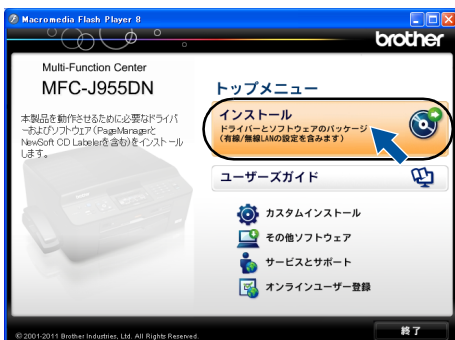 Macromedia Flash Player 8
brother
Multi-Function Center
MFC-J955DN
本製品を動作させるために必要なドライバ
ーおよびソフトウェア(PageManagerと
NewSoft CD Labelerを含む)をインストール
します。
トップメニュー
インストール
ドライバーとソフトウェアのパッケージ
(有線/無線LANの設定を含みます)
ユーザーズガイド
カスタムインストール
その他ソフトウェア
サービスとサポート
オンラインユーザー登録
© 2001-2011 Brother Industries, Ltd. All Rights Reserved.
終了